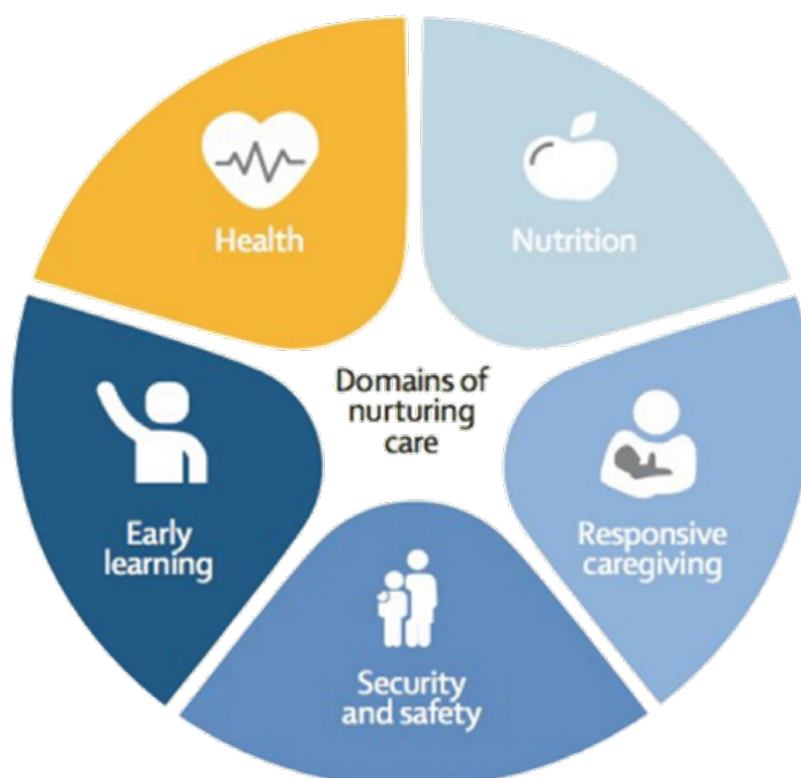 Health
Nutrition
Domains of
nurturing
care
Early
learning
Responsive
caregiving
Security
and safety